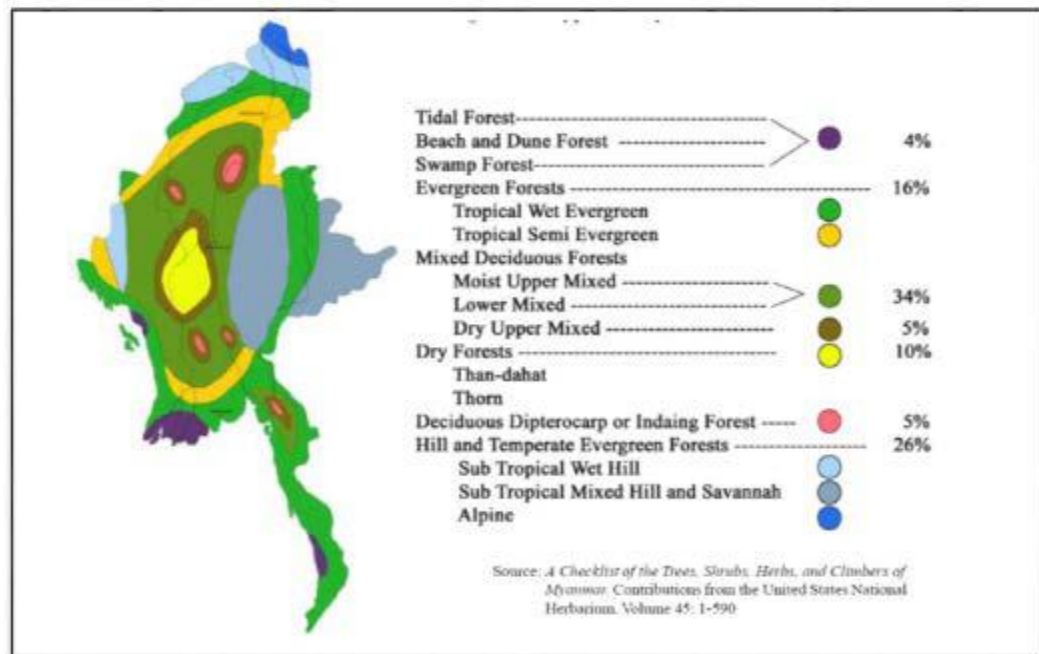 Tidal Forest-------------------------------------
Beach and Dune Forest ---------------------- 4%
Swamp Forest----------------------------------
Evergreen Forests ------------------------------------------------ 16%
Tropical Wet Evergreen
Tropical Semi Evergreen
Mixed Deciduous Forests
Moist Upper Mixed ----------------------
Lower Mixed ---------------------------- 34%
Dry Upper Mixed ------------------------- 5%
Dry Forests -------------------------------------- 10%
Than-dahat
Thorn
Deciduous Dipterocarp or Indaing Forest ----- 5%
Hill and Temperate Evergreen Forests ------------------- 26%
Sub Tropical Wet Hill
Sub Tropical Mixed Hill and Savannah
Alpine
Source: A Checklist of the Trees, Shrubs, Herbs, and Climbers of
Myanmar. Contributions from the United States National
Herbarium, Volume 45: 1-590